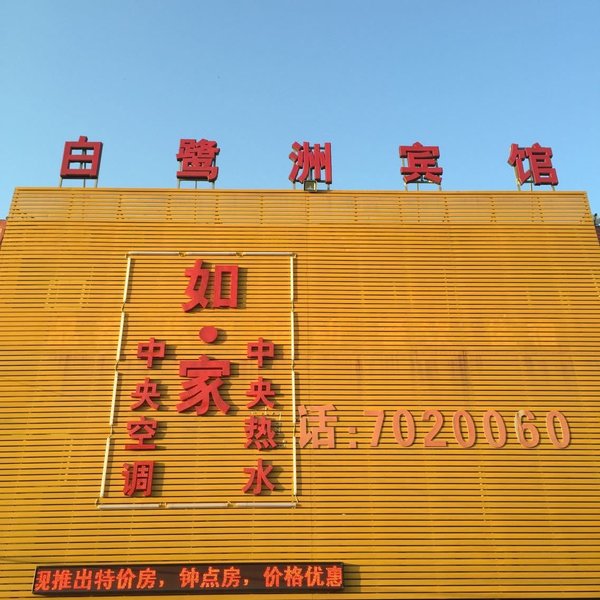 白鹭洲宾馆
如·家
中央空调
中央热水
话:7020060
现推出特价房，钟点房，价格优惠